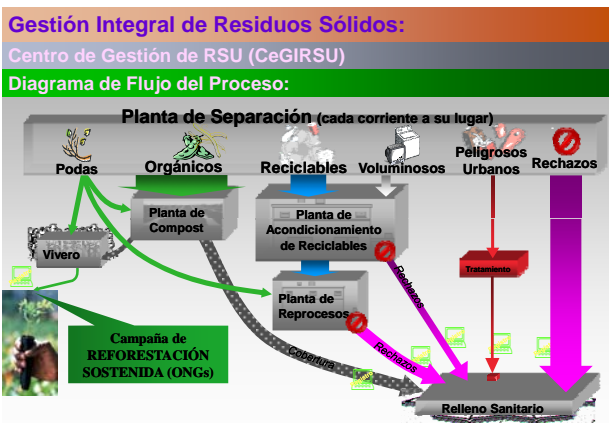 Gestión Integral de Residuos Sólidos:
Centro de Gestión de RSU (CeGIRSU)
Diagrama de Flujo del Proceso:
Planta de Separación (cada corriente a su lugar)
Podas
Orgánicos
Reciclables
Voluminosos
Peligrosos
Urbanos
Rechazos
Planta de
Compost
Planta de
Acondicionamiento
de Reciclables
Vivero
Tratamiento
Rechazos
Planta de
Reprocesos
Campaña de
REFORESTACIÓN
SOSTENIDA (ONGs)
Cobertura
Rechazos
Relleno Sanitario